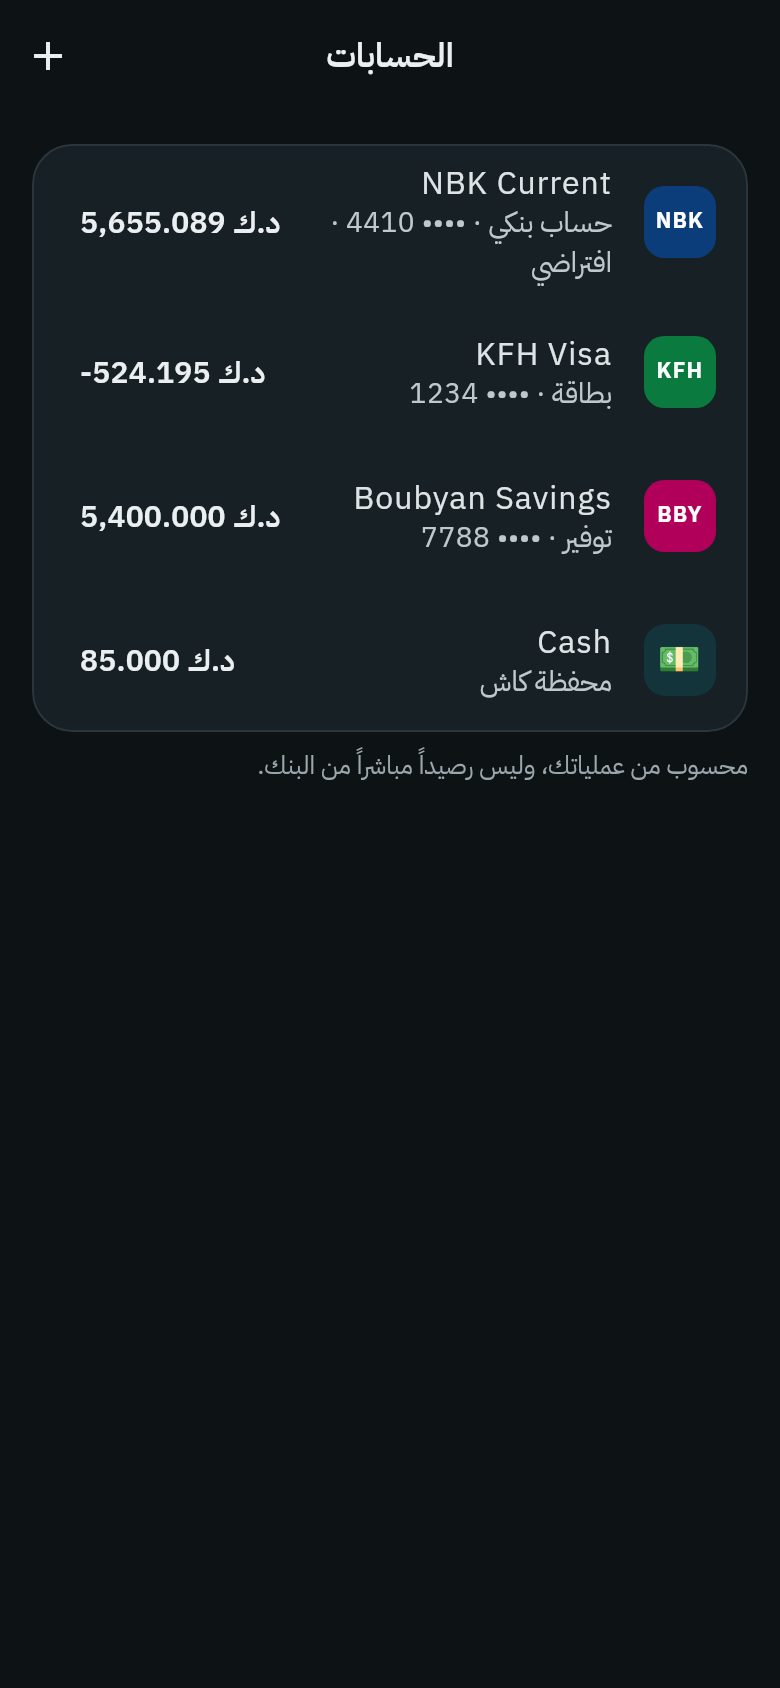 الحسابات
NBK
NBK Current
حساب بنكي · •••• 4410 ·
افتراضي
5,655.089 د.ك
KFH
KFH Visa
بطاقة · •••• 1234
-524.195 د.ك
BBY
Boubyan Savings
توفير · •••• 7788
5,400.000 د.ك
Cash
محفظة كاش
85.000 د.ك
محسوب من عملياتك، وليس رصيداً مباشراً من البنك.